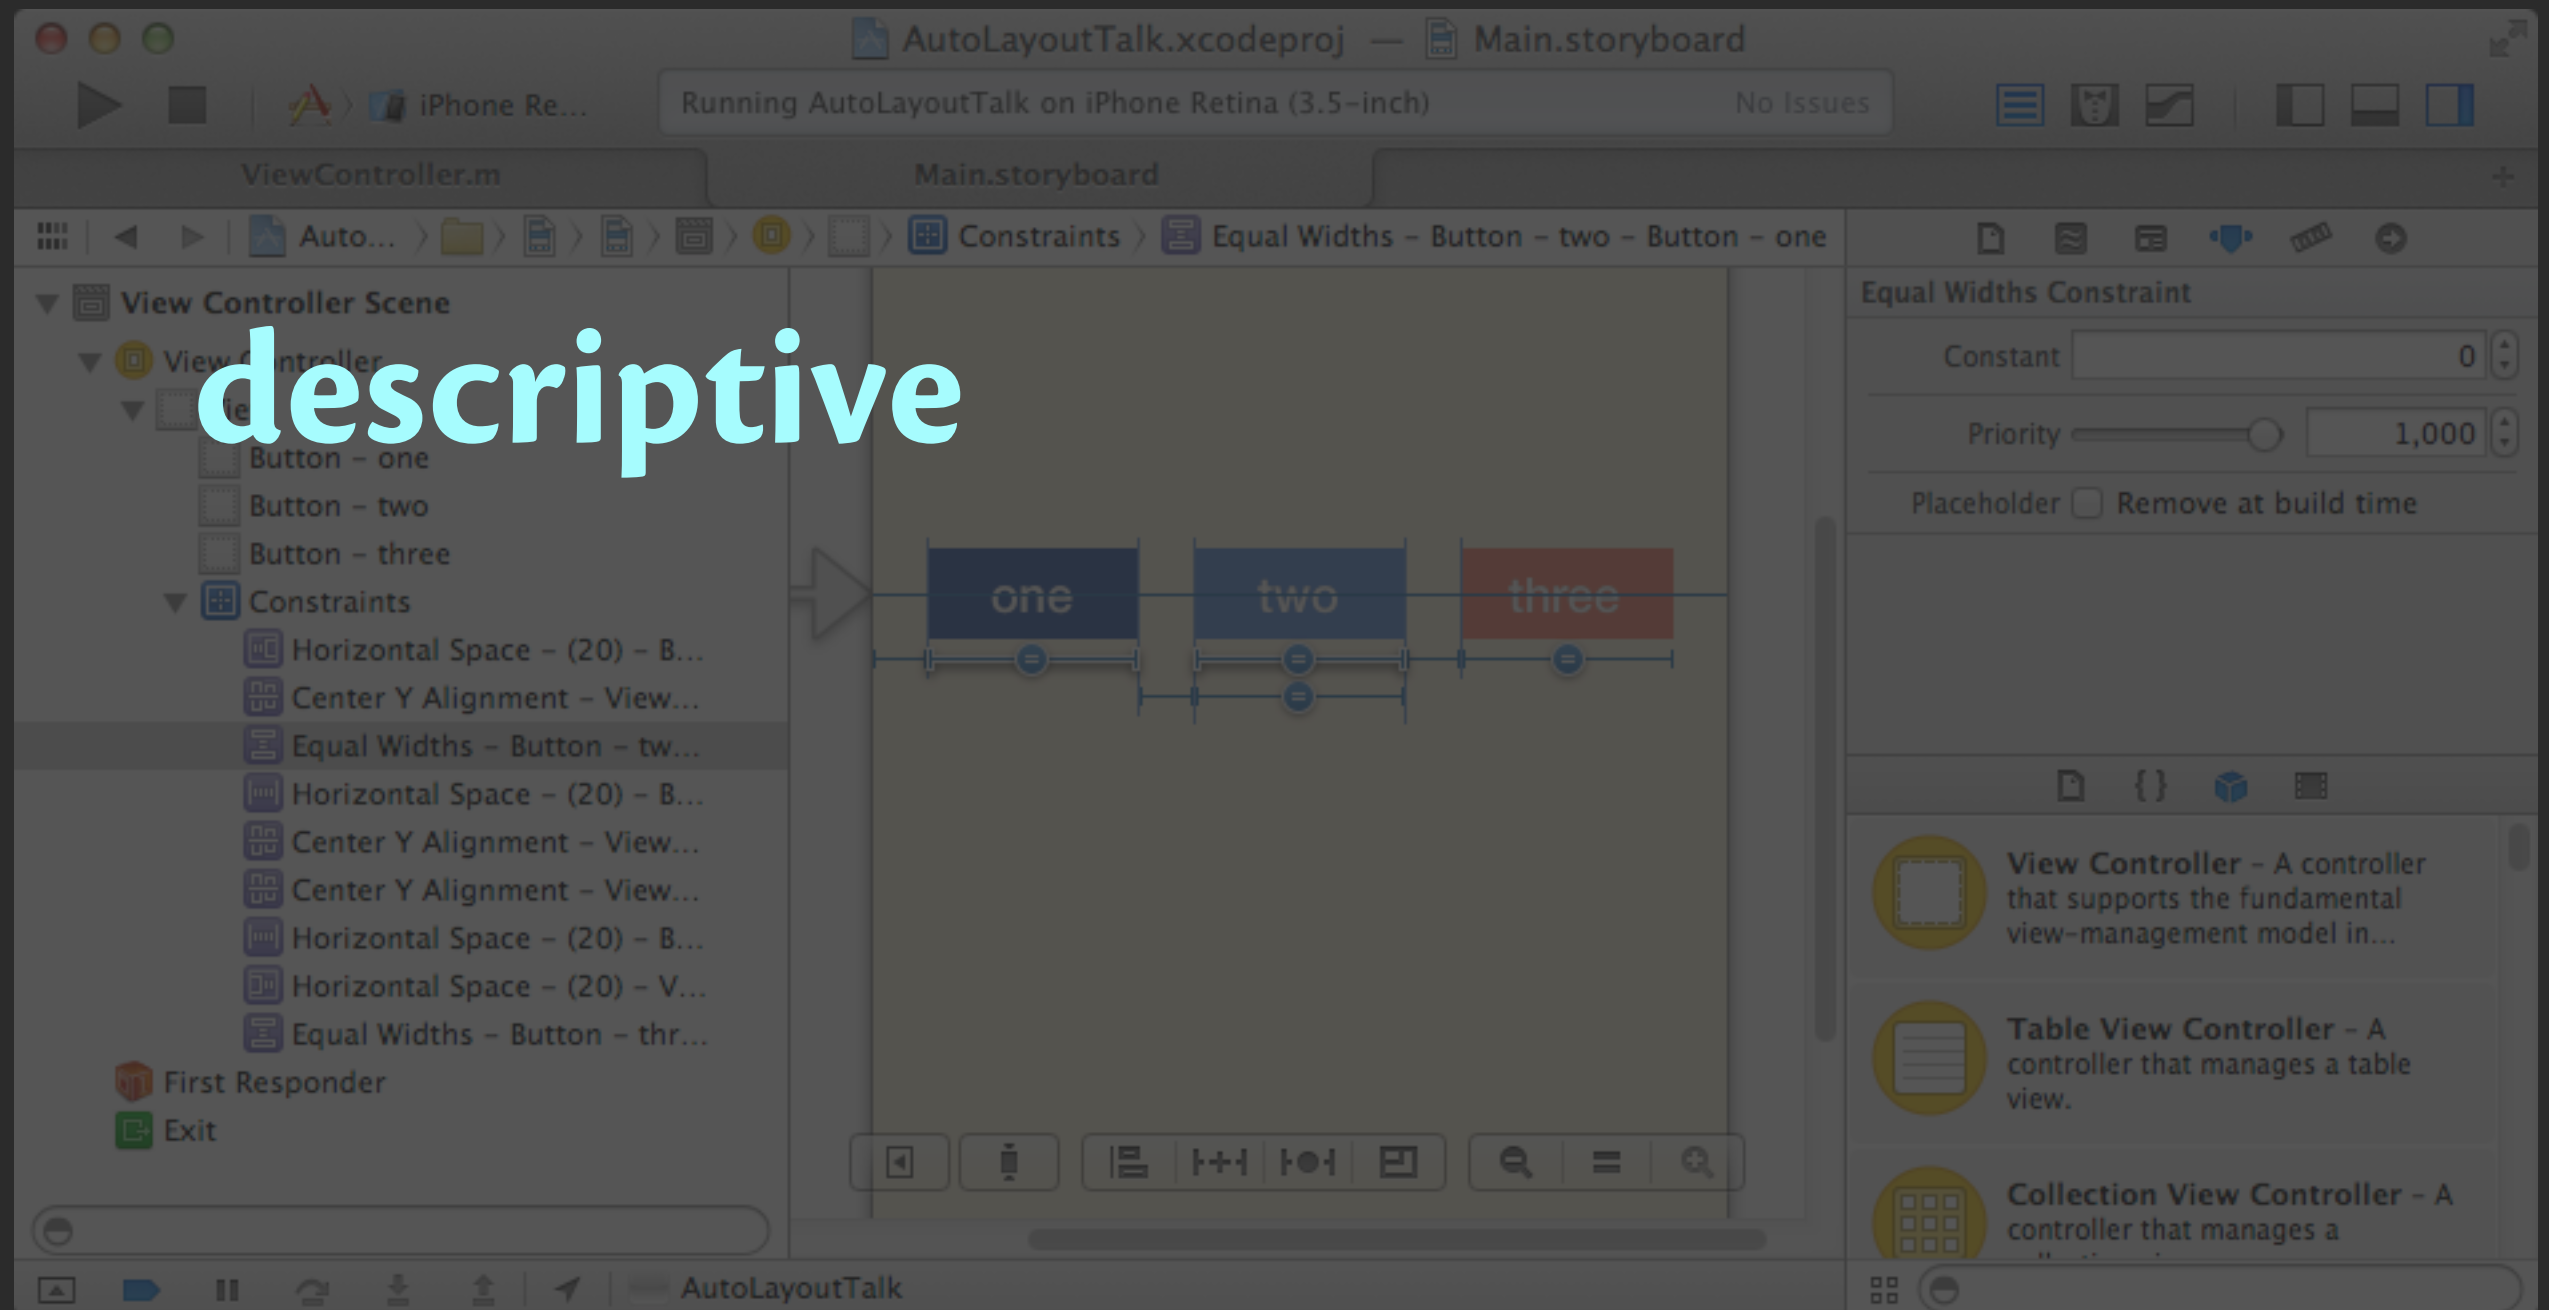 AutoLayoutTalk.xcodeproj — Main.storyboard
iPhone Re...
Running AutoLayoutTalk on iPhone Retina (3.5-inch)
No Issues
ViewController.m
Main.storyboard
Auto...
Constraints
Equal Widths - Button - two - Button - one
View Controller Scene
descriptive
View Controller
Button - one
Button - two
Button - three
Constraints
Horizontal Space - (20) - B...
Center Y Alignment - View...
Equal Widths - Button - tw...
Horizontal Space - (20) - B...
Center Y Alignment - View...
Center Y Alignment - View...
Horizontal Space - (20) - B...
Horizontal Space - (20) - V...
Equal Widths - Button - thr...
First Responder
Exit
one
two
three
Equal Widths Constraint
Constant 0
Priority 1,000
Placeholder Remove at build time
{ }
View Controller - A controller
that supports the fundamental
view-management model in...
Table View Controller - A
controller that manages a table
view.
Collection View Controller - A
controller that manages a
AutoLayoutTalk